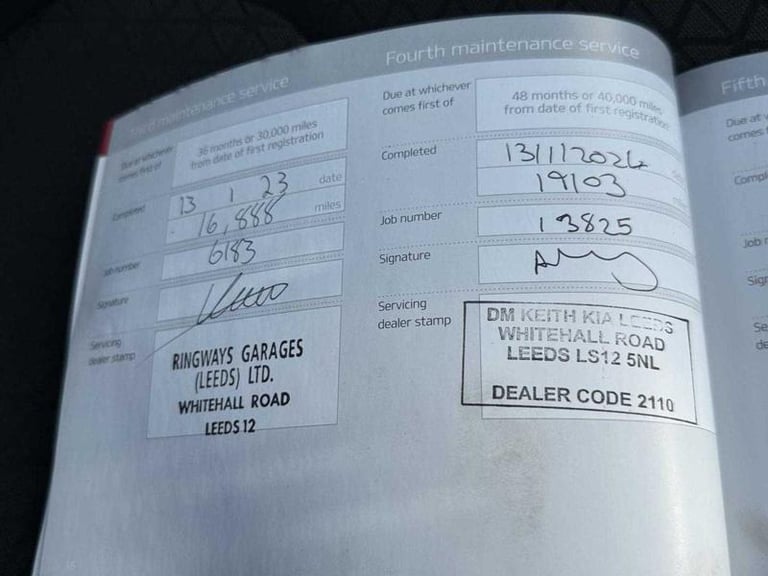 Third maintenance service
Due at whichever
comes first of
36 months or 30,000 miles
from date of first registration
Completed
13 1 23 date
16,888 miles
Job number
6183
Signature
Servicing
dealer stamp
RINGWAYS GARAGES
(LEEDS) LTD.
WHITEHALL ROAD
LEEDS 12
Fourth maintenance service
Due at whichever
comes first of
48 months or 40,000 miles
from date of first registration
Completed
13/1/2024
19103
Job number
13825
Signature
Servicing
dealer stamp
DM KEITH KIA LEEDS
WHITEHALL ROAD
LEEDS LS12 5NL
DEALER CODE 2110
Fifth
Due at
comes
Job